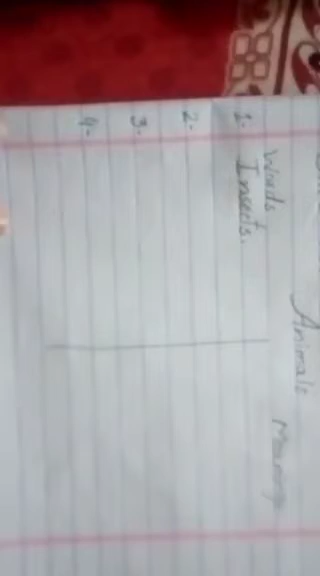 Animals
Words Meaning
1- Insects.
2-
3-
4-